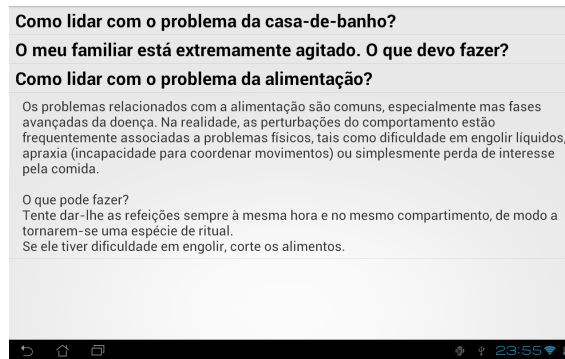 Como lidar com o problema da casa-de-banho?
O meu familiar está extremamente agitado. O que devo fazer?
Como lidar com o problema da alimentação?
Os problemas relacionados com a alimentação são comuns, especialmente mas fases
avançadas da doença. Na realidade, as perturbações do comportamento estão
frequentemente associadas a problemas físicos, tais como dificuldade em engolir líquidos,
apraxia (incapacidade para coordenar movimentos) ou simplesmente perda de interesse
pela comida.
O que pode fazer?
Tente dar-lhe as refeições sempre à mesma hora e no mesmo compartimento, de modo a
tornarem-se uma espécie de ritual.
Se ele tiver dificuldade em engolir, corte os alimentos.
23:55